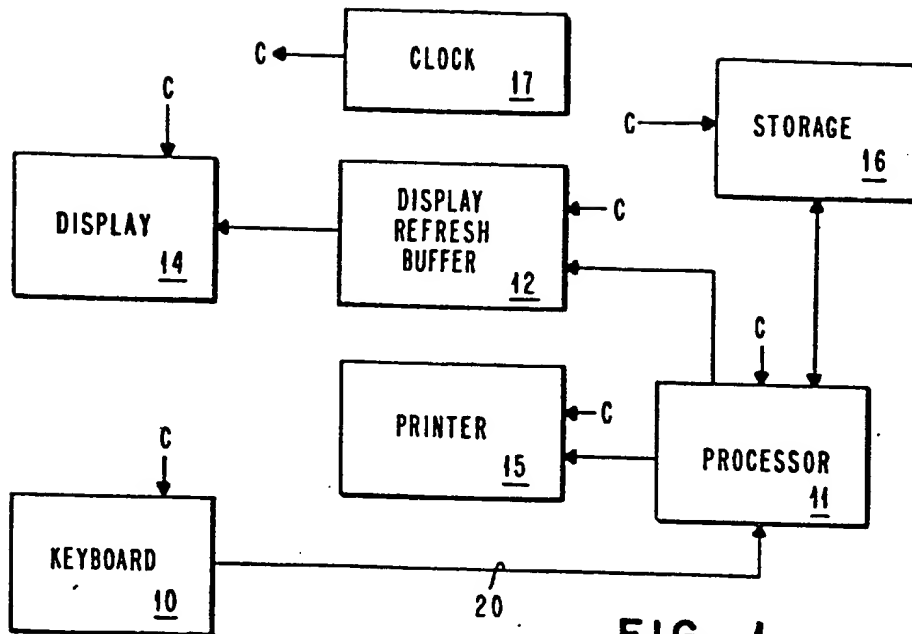 C
CLOCK
17
C
C
STORAGE
16
DISPLAY
14
DISPLAY
REFRESH
BUFFER
12
C
C
PRINTER
15
C
PROCESSOR
11
C
KEYBOARD
10
20
FIG. 1